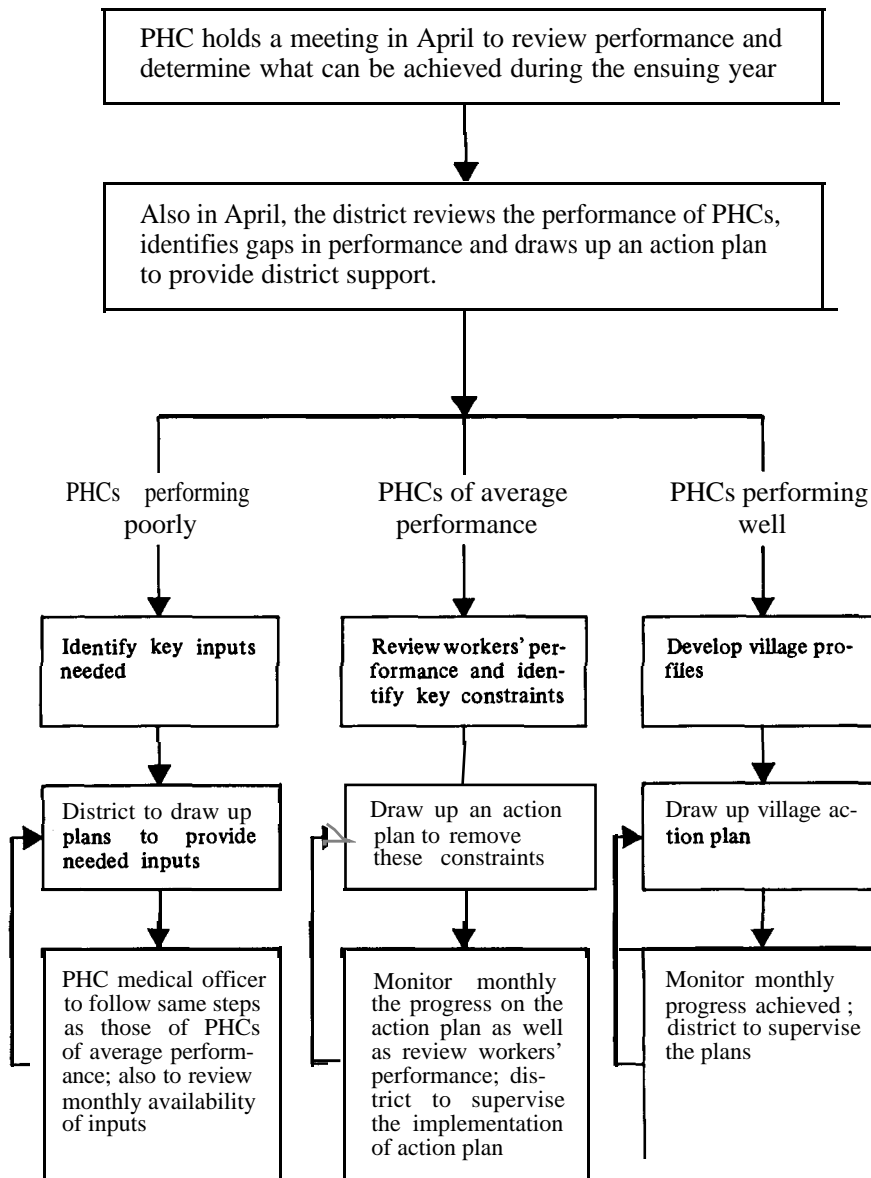 PHC holds a meeting in April to review performance and
determine what can be achieved during the ensuing year
Also in April, the district reviews the performance of PHCs,
identifies gaps in performance and draws up an action plan
to provide district support.
PHCs performing
poorly
PHCs of average
performance
PHCs performing
well
Identify key inputs
needed
Review workers' per-
formance and iden-
tify key constraints
Develop village pro-
files
District to draw up
plans to provide
needed inputs
Draw up an action
plan to remove
these constraints
Draw up village ac-
tion plan
PHC medical officer
to follow same steps
as those of PHCs
of average perform-
ance; also to review
monthly availability
of inputs
Monitor monthly
the progress on the
action plan as well
as review workers'
performance; dis-
trict to supervise
the implementation
of action plan
Monitor monthly
progress achieved ;
district to supervise
the plans